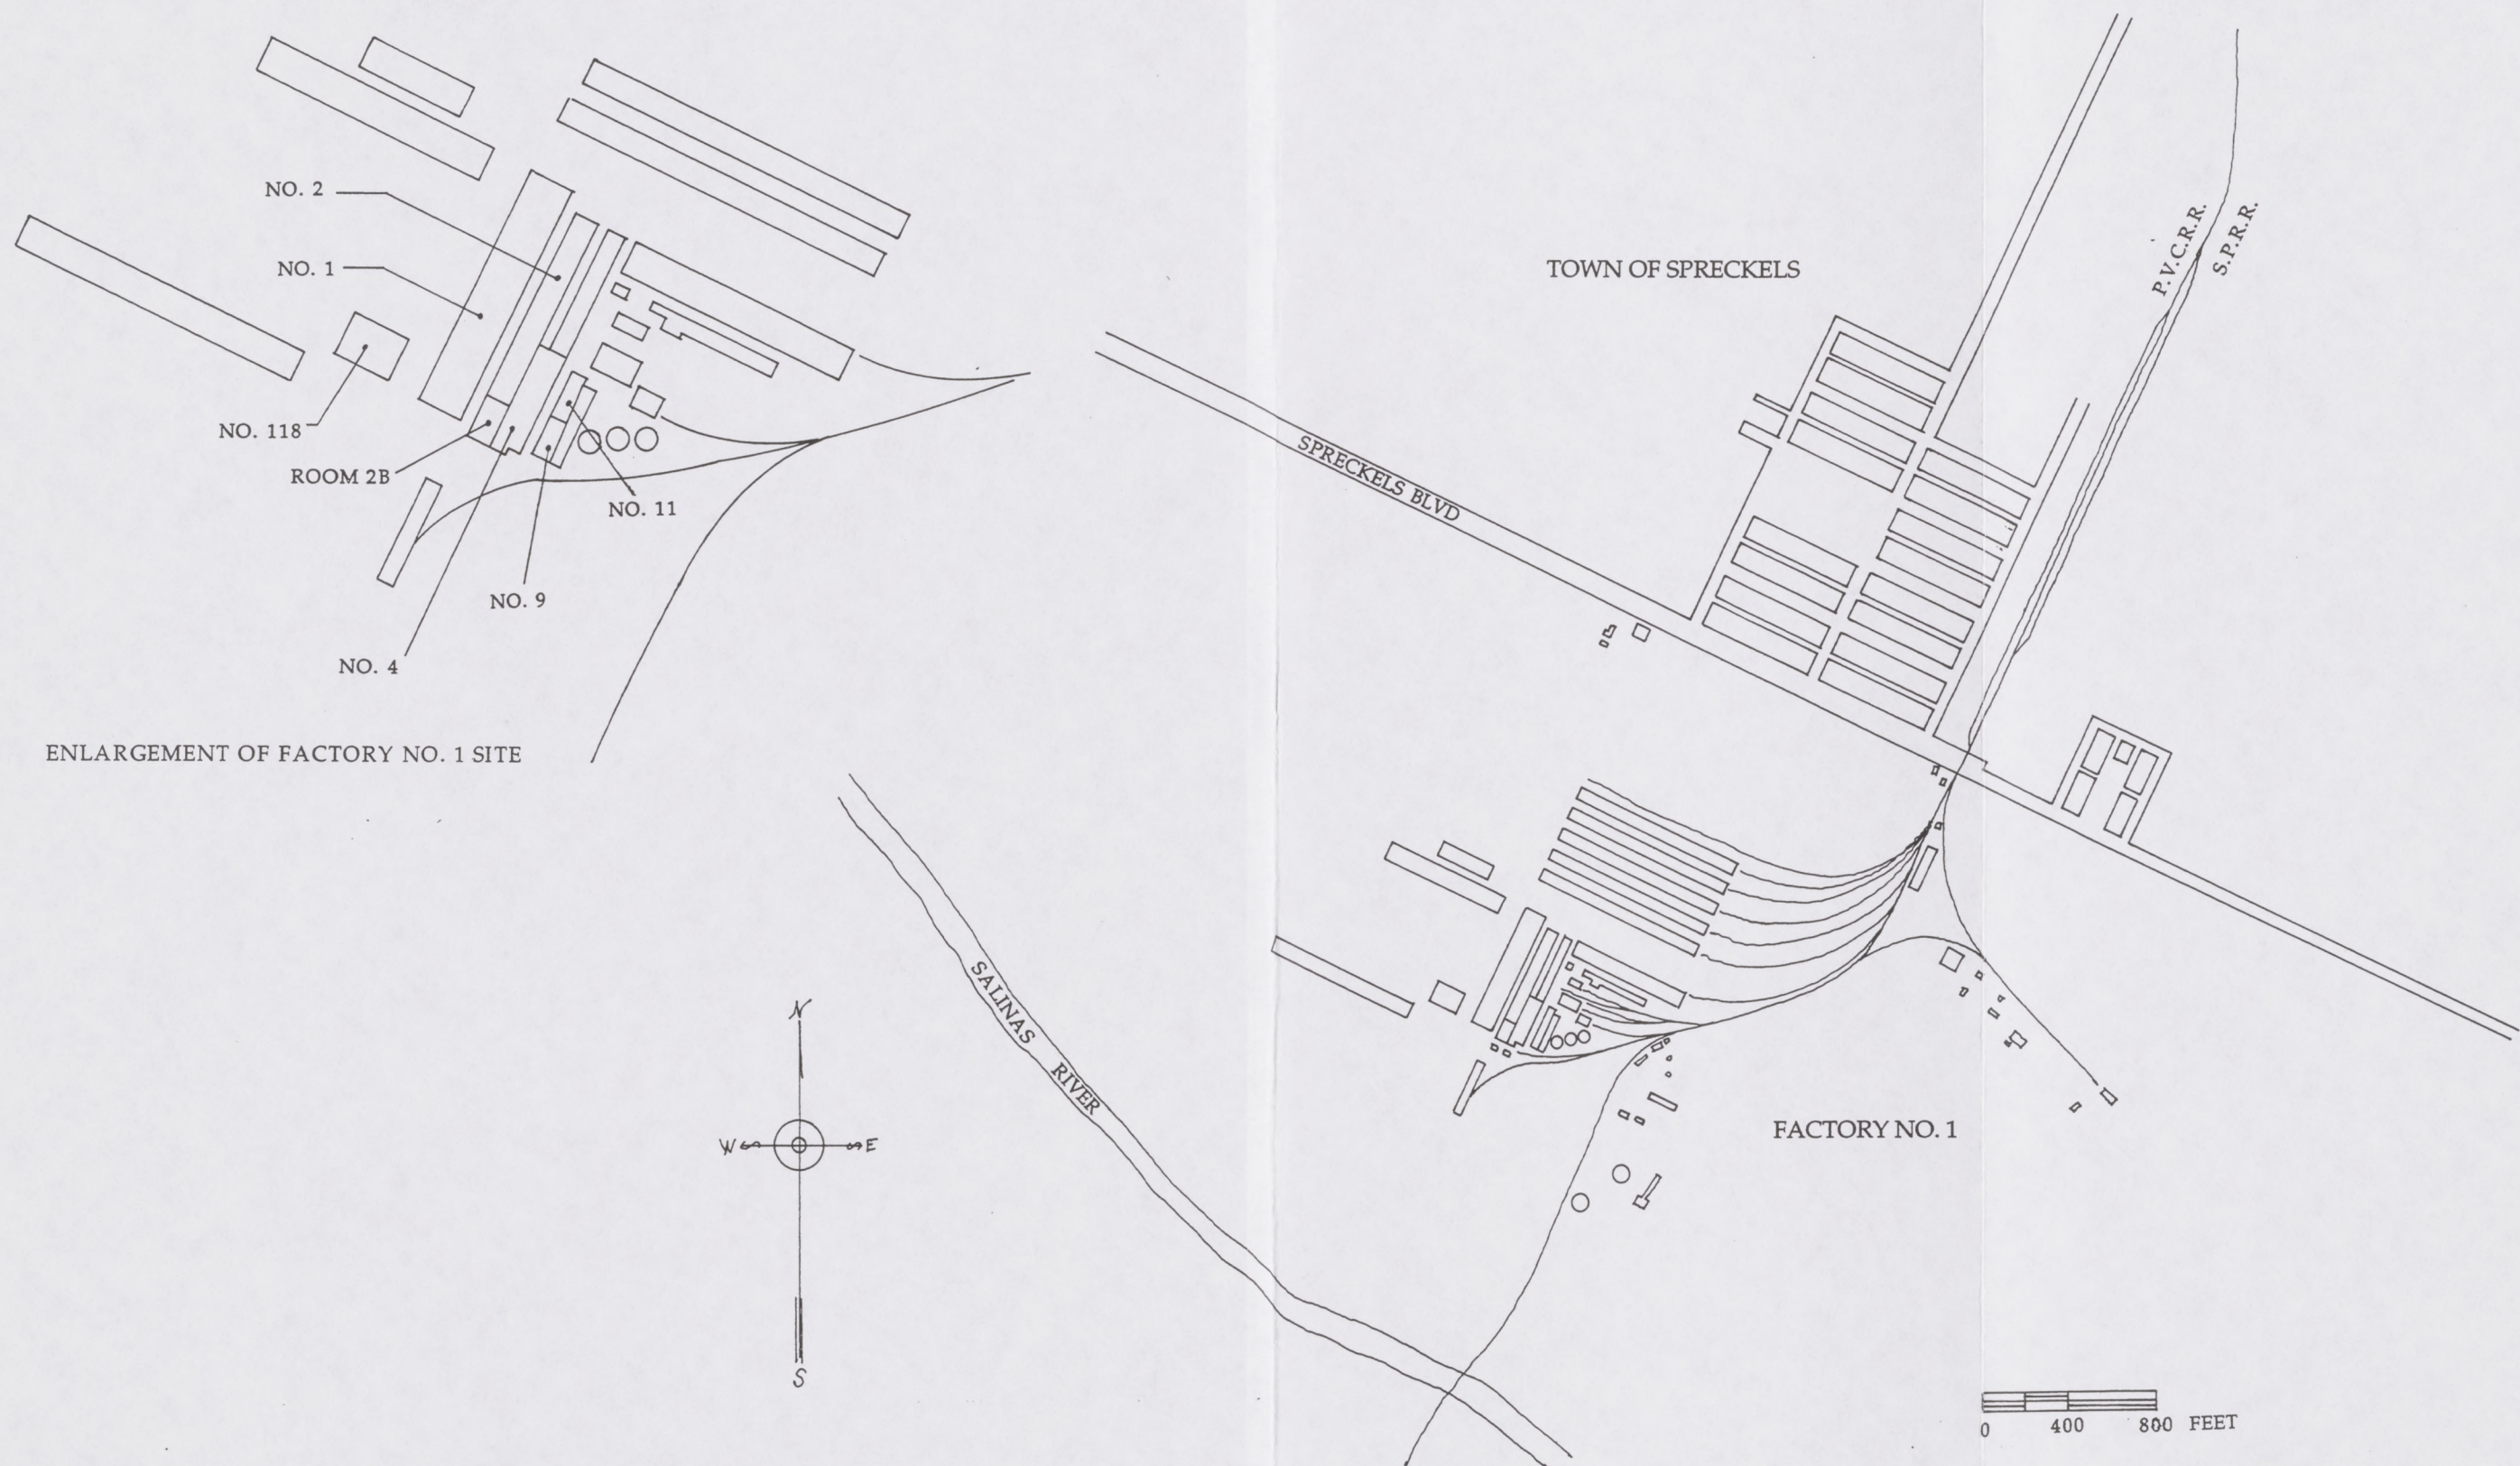 NO. 2
NO. 1
NO. 118
ROOM 2B
NO. 11
NO. 9
NO. 4
ENLARGEMENT OF FACTORY NO. 1 SITE
TOWN OF SPRECKELS
P.V.C.R.R.
S.P.R.R.
SPRECKELS BLVD
SALINAS RIVER
N
W E
S
FACTORY NO. 1
0 400 800 FEET